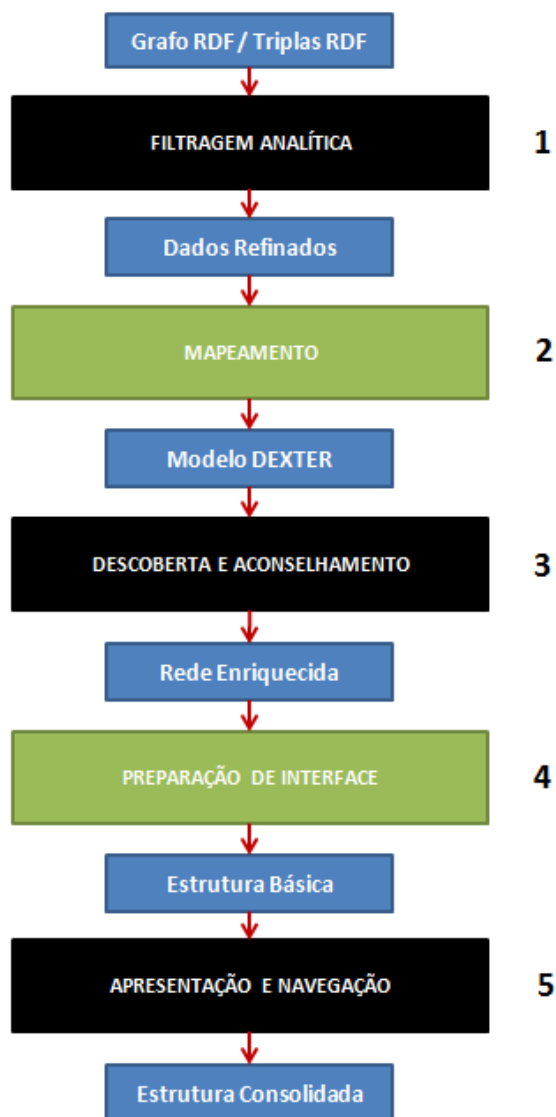 Grafo RDF / Triplas RDF
FILTRAGEM ANALÍTICA
1
Dados Refinados
MAPEAMENTO
2
Modelo DEXTER
DESCOBERTA E ACONSELHAMENTO
3
Rede Enriquecida
PREPARAÇÃO DE INTERFACE
4
Estrutura Básica
APRESENTAÇÃO E NAVEGAÇÃO
5
Estrutura Consolidada